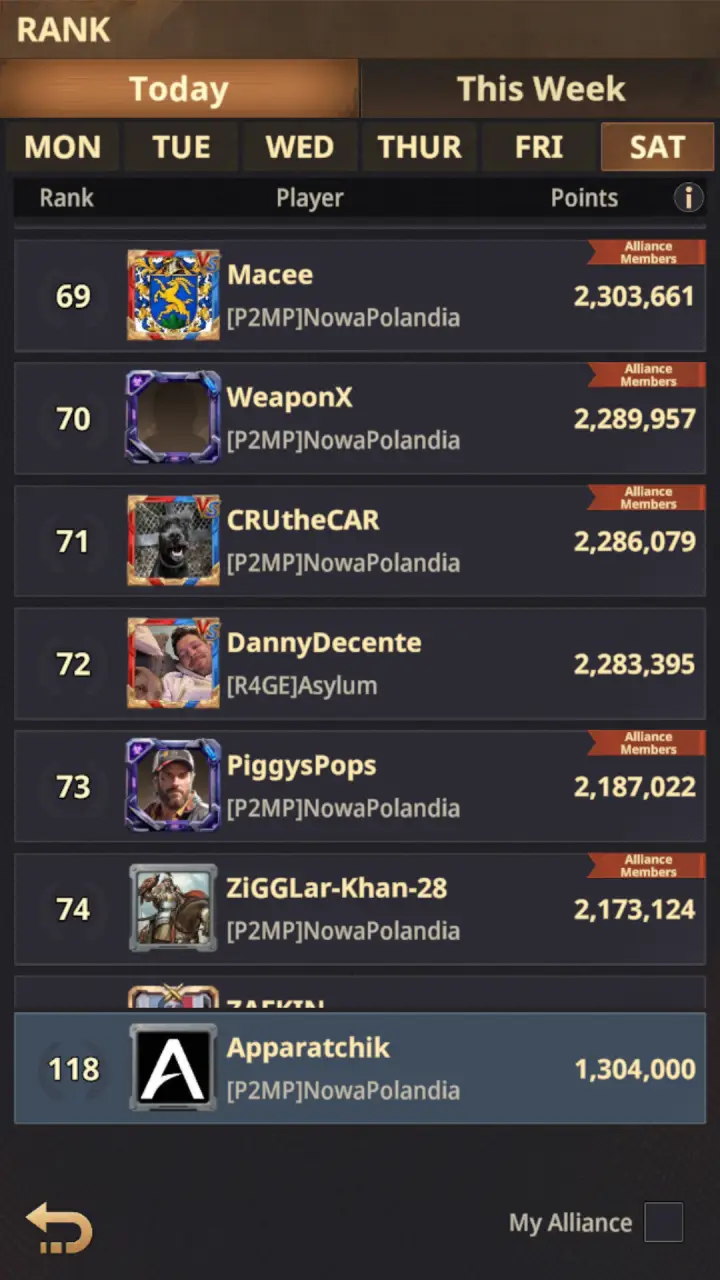 RANK
Today
This Week
MON
TUE
WED
THUR
FRI
SAT
Rank
Player
Points
i
Alliance
Members
69
Macee
[P2MP]NowaPolandia
2,303,661
Alliance
Members
70
WeaponX
[P2MP]NowaPolandia
2,289,957
Alliance
Members
71
CRUtheCAR
[P2MP]NowaPolandia
2,286,079
72
DannyDecente
[R4GE]Asylum
2,283,395
Alliance
Members
73
PiggysPops
[P2MP]NowaPolandia
2,187,022
Alliance
Members
74
ZiGGLar-Khan-28
[P2MP]NowaPolandia
2,173,124
118
A
Apparatchik
[P2MP]NowaPolandia
1,304,000
My Alliance